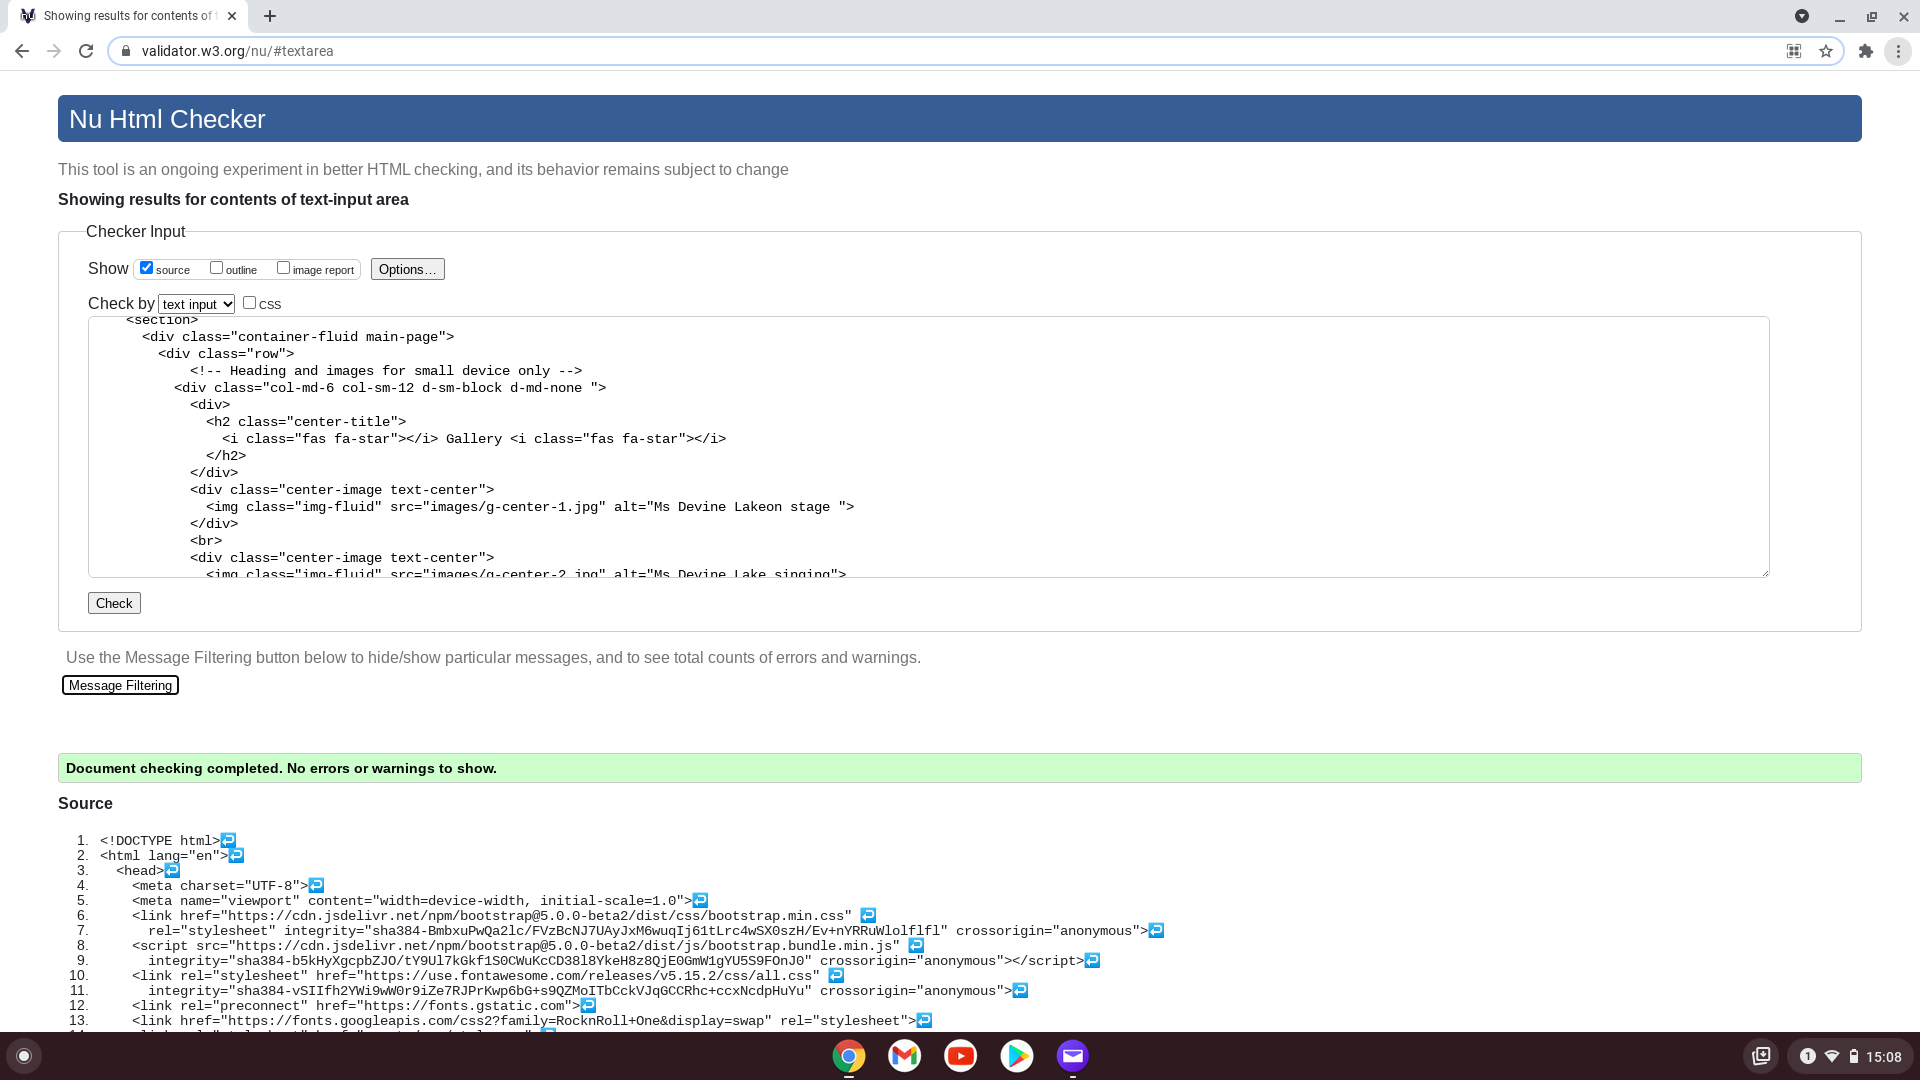 Showing results for contents of t
validator.w3.org/nu/#textarea
Nu Html Checker
This tool is an ongoing experiment in better HTML checking, and its behavior remains subject to change
Showing results for contents of text-input area
Checker Input
Show source outline image report Options...
Check by text input CSS
<section>
<div class="container-fluid main-page">
<div class="row">
<!-- Heading and images for small device only -->
<div class="col-md-6 col-sm-12 d-sm-block d-md-none ">
<div>
<h2 class="center-title">
<i class="fas fa-star"></i> Gallery <i class="fas fa-star"></i>
</h2>
</div>
<div class="center-image text-center">
<img class="img-fluid" src="images/g-center-1.jpg" alt="Ms Devine Lakeon stage ">
</div>
<br>
<div class="center-image text-center">
<img class="img-fluid" src="images/g-center-2.jpg" alt="Ms Devine Lake singing">
Check
Use the Message Filtering button below to hide/show particular messages, and to see total counts of errors and warnings.
Message Filtering
Document checking completed. No errors or warnings to show.
Source
1. <!DOCTYPE html>
2. <html lang="en">
3. <head>
4. <meta charset="UTF-8">
5. <meta name="viewport" content="width=device-width, initial-scale=1.0">
6. <link href="https://cdn.jsdelivr.net/npm/bootstrap@5.0.0-beta2/dist/css/bootstrap.min.css"
7. rel="stylesheet" integrity="sha384-BmbxuPwQa2lc/FVzBcNJ7UAyJxM6wuqIj61tLrc4wSX0szH/Ev+nYRRuWlolflfl" crossorigin="anonymous">
8. <script src="https://cdn.jsdelivr.net/npm/bootstrap@5.0.0-beta2/dist/js/bootstrap.bundle.min.js"
9. integrity="sha384-b5kHyXgcpbZJO/tY9Ul7kGkf1S0CWuKcCD38l8YkeH8z8QjE0GmW1gYU5S9FOnJ0" crossorigin="anonymous"></script>
10. <link rel="stylesheet" href="https://use.fontawesome.com/releases/v5.15.2/css/all.css"
11. integrity="sha384-vSIIfh2YWi9wW0r9iZe7RJPrKwp6bG+s9QZMoITbCckVJqGCCRhc+ccxNcdpHuYu" crossorigin="anonymous">
12. <link rel="preconnect" href="https://fonts.gstatic.com">
13. <link href="https://fonts.googleapis.com/css2?family=RocknRoll+One&display=swap" rel="stylesheet">
1 15:08